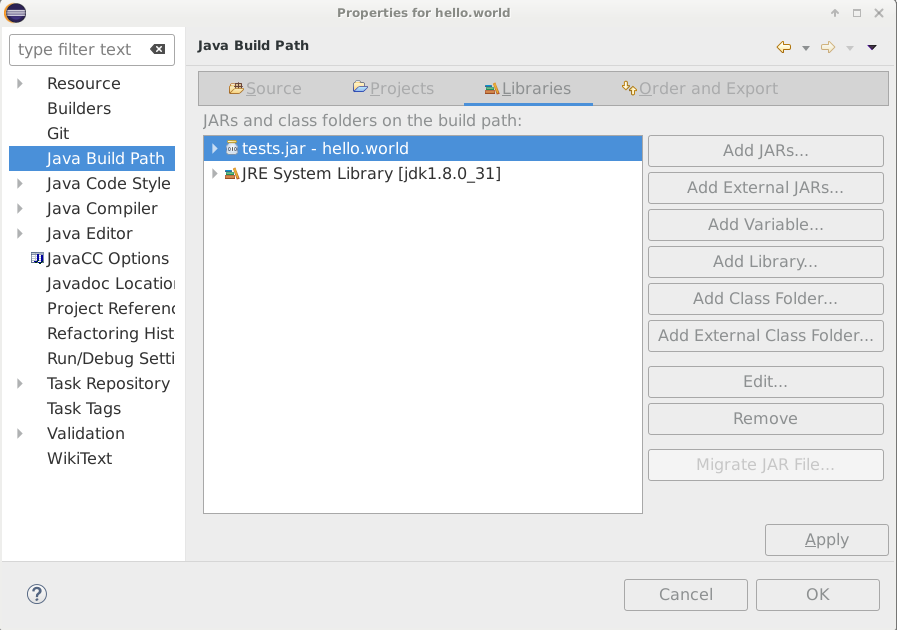 Properties for hello.world
type filter text
Resource
Builders
Git
Java Build Path
Java Code Style
Java Compiler
Java Editor
JavaCC Options
Javadoc Location
Project Referenc
Refactoring Hist
Run/Debug Setti
Task Repository
Task Tags
Validation
WikiText
Java Build Path
Source Projects Libraries Order and Export
JARs and class folders on the build path:
tests.jar - hello.world
JRE System Library [jdk1.8.0_31]
Add JARs...
Add External JARs...
Add Variable...
Add Library...
Add Class Folder...
Add External Class Folder...
Edit...
Remove
Migrate JAR File...
Apply
?
Cancel OK